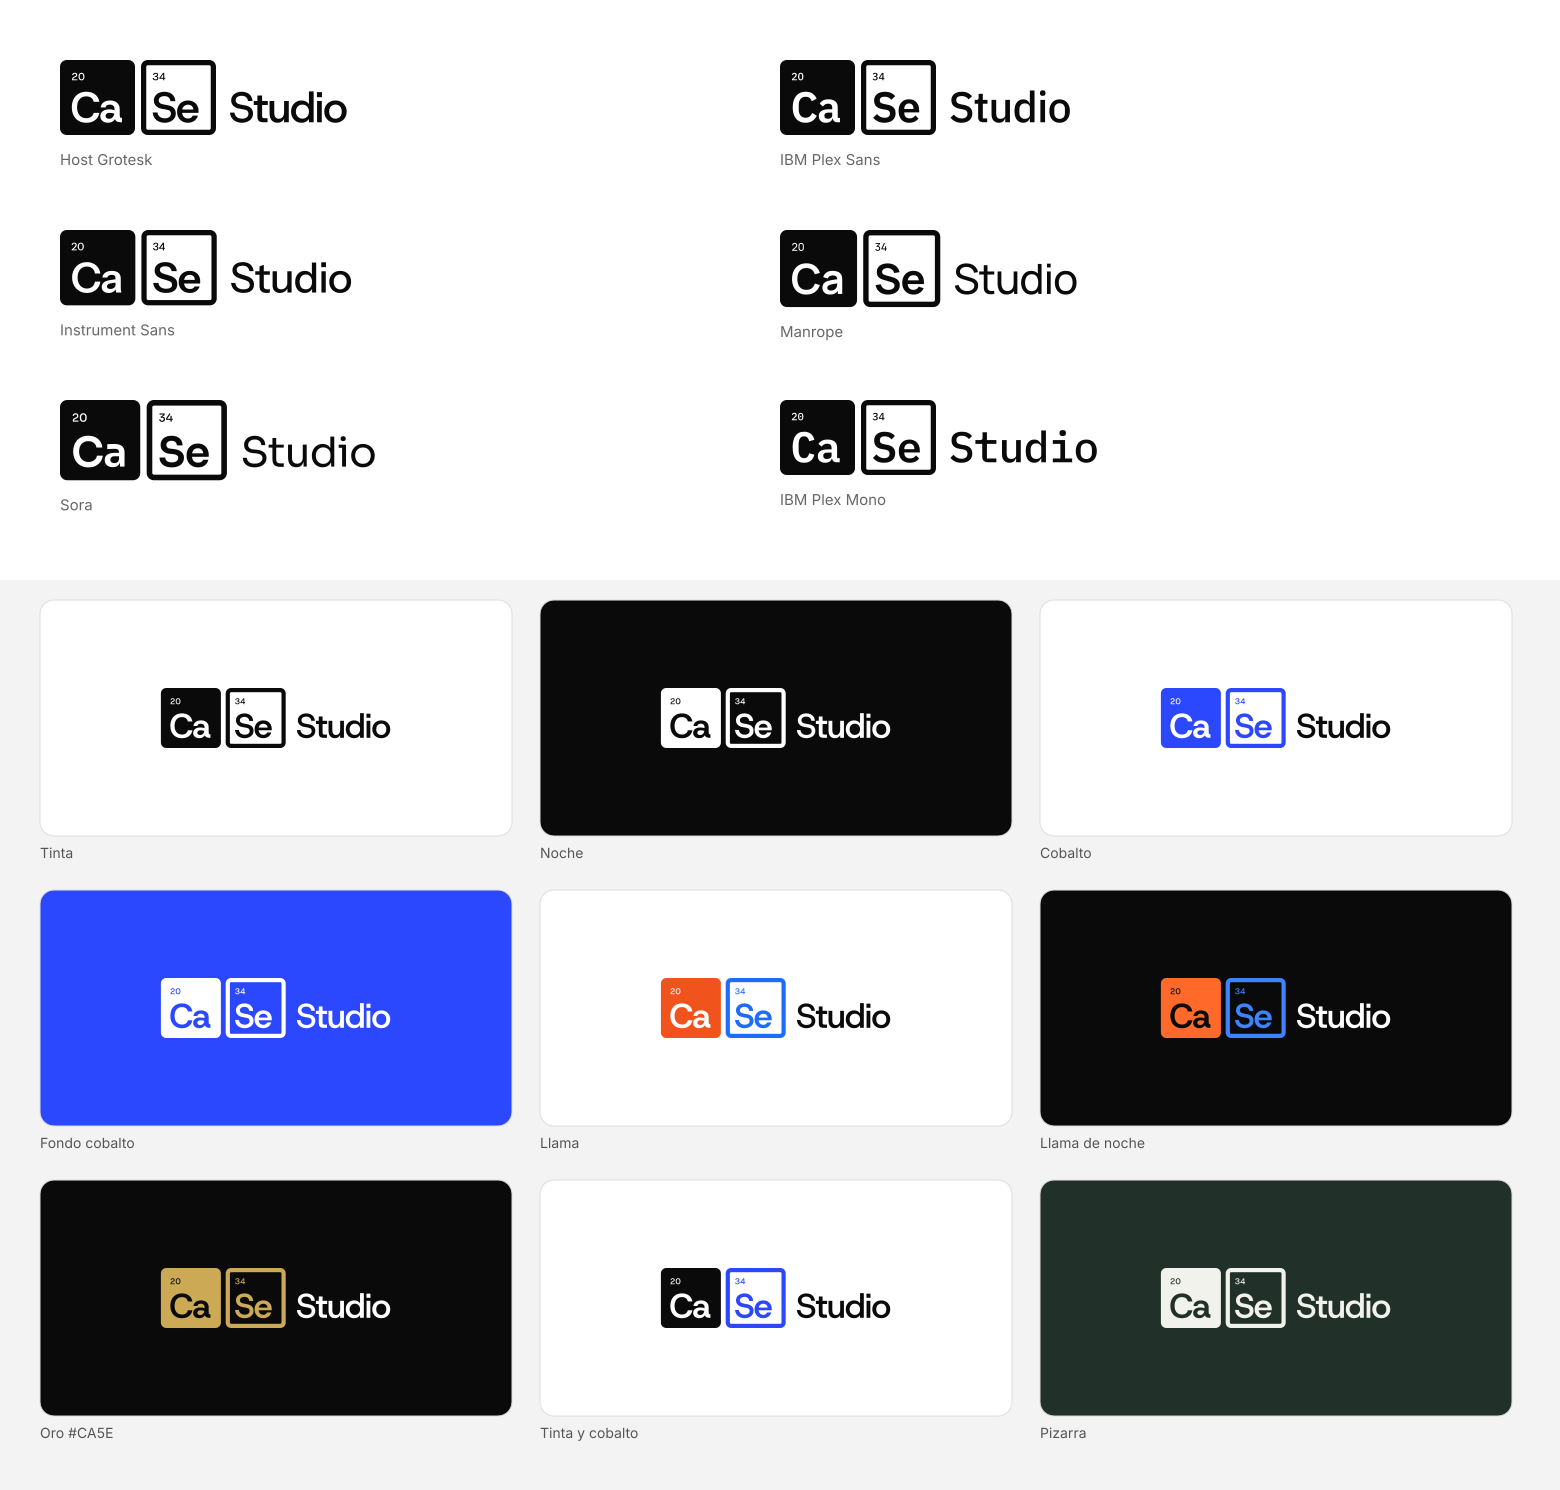 20 34
Ca Se Studio
Host Grotesk
20 34
Ca Se Studio
IBM Plex Sans
20 34
Ca Se Studio
Instrument Sans
20 34
Ca Se Studio
Manrope
20 34
Ca Se Studio
Sora
20 34
Ca Se Studio
IBM Plex Mono
20 34
Ca Se Studio
Tinta
20 34
Ca Se Studio
Noche
20 34
Ca Se Studio
Cobalto
20 34
Ca Se Studio
Fondo cobalto
20 34
Ca Se Studio
Llama
20 34
Ca Se Studio
Llama de noche
20 34
Ca Se Studio
Oro #CA5E
20 34
Ca Se Studio
Tinta y cobalto
20 34
Ca Se Studio
Pizarra